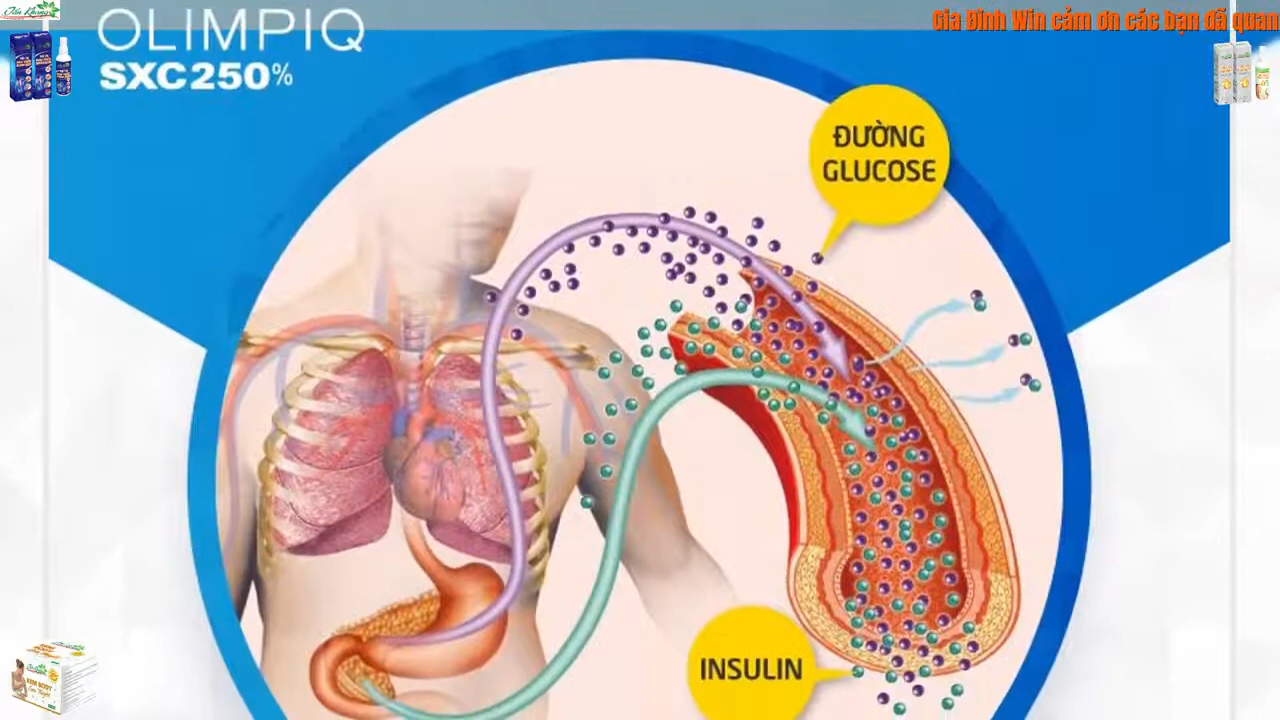 Gia Đình Win cảm ơn các bạn đã quan
OLIMPIQ
SXC250%
ĐƯỜNG
GLUCOSE
INSULIN